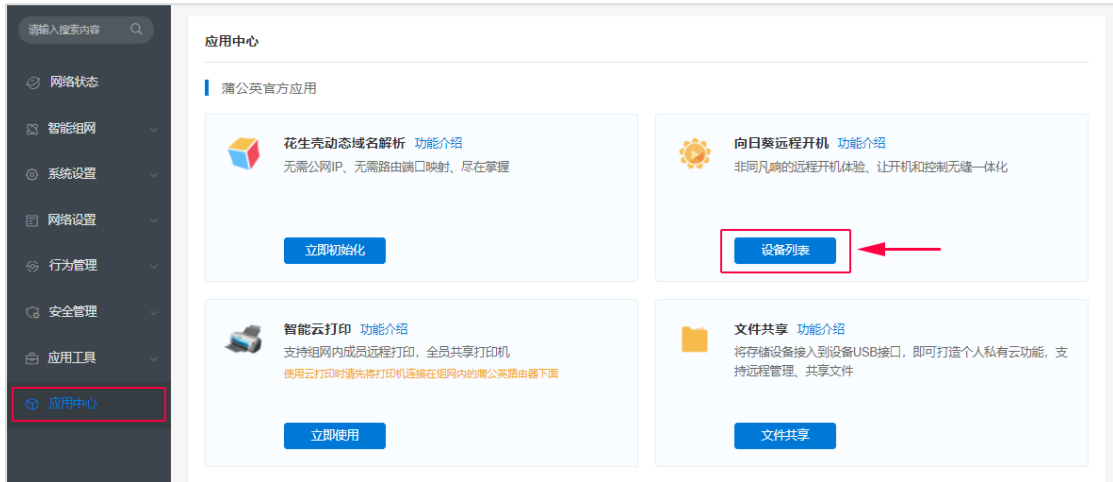 请输入搜索内容
网络状态
智能组网
系统设置
网络设置
行为管理
安全管理
应用工具
应用中心
应用中心
蒲公英官方应用
花生壳动态域名解析 功能介绍
无需公网IP、无需路由端口映射、尽在掌握
立即初始化
向日葵远程开机 功能介绍
非同凡响的远程开机体验、让开机和控制无缝一体化
设备列表
智能云打印 功能介绍
支持组网内成员远程打印，全员共享打印机
使用云打印时请先将打印机连接在组网内的蒲公英路由器下面
立即使用
文件共享 功能介绍
将存储设备接入到设备USB接口，即可打造个人私有云功能，支
持远程管理、共享文件
文件共享